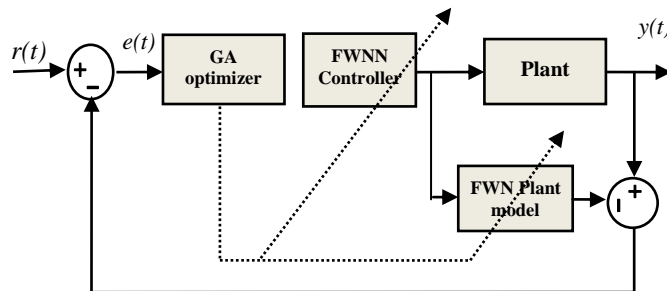 r(t)
+
−
e(t)
GA
optimizer
FWNN
Controller
Plant
y(t)
FWN Plant
model
+
−